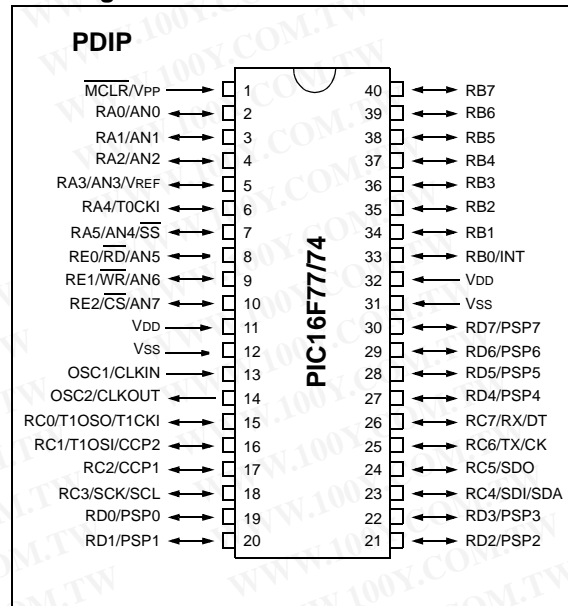 PDIP
MCLR/VPP 1 40 RB7
RA0/AN0 2 39 RB6
RA1/AN1 3 38 RB5
RA2/AN2 4 37 RB4
RA3/AN3/VREF 5 36 RB3
RA4/T0CKI 6 35 RB2
RA5/AN4/SS 7 34 RB1
RE0/RD/AN5 8 33 RB0/INT
RE1/WR/AN6 9 32 VDD
RE2/CS/AN7 10 31 VSS
VDD 11 30 RD7/PSP7
VSS 12 29 RD6/PSP6
OSC1/CLKIN 13 28 RD5/PSP5
OSC2/CLKOUT 14 27 RD4/PSP4
RC0/T1OSO/T1CKI 15 26 RC7/RX/DT
RC1/T1OSI/CCP2 16 25 RC6/TX/CK
RC2/CCP1 17 24 RC5/SDO
RC3/SCK/SCL 18 23 RC4/SDI/SDA
RD0/PSP0 19 22 RD3/PSP3
RD1/PSP1 20 21 RD2/PSP2
PIC16F77/74
WWW.100Y.COM.TW